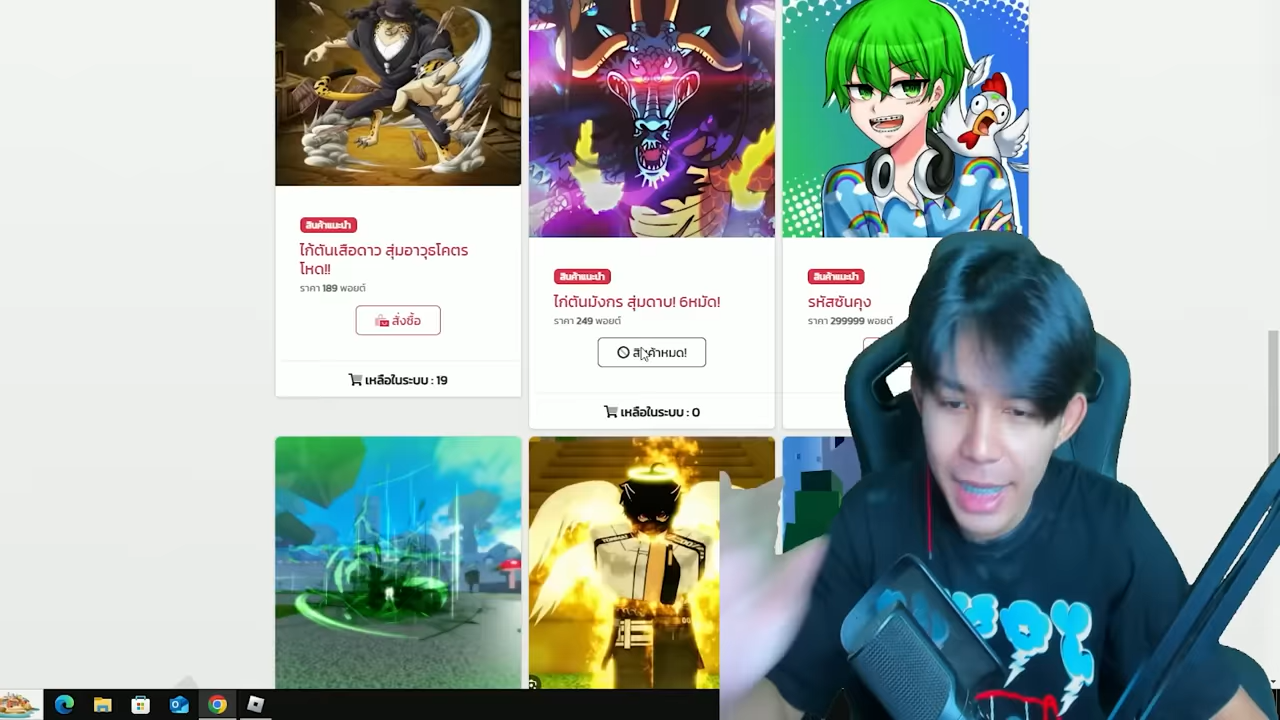 สินค้าแนะนำ
ไก้ตันเสือดาว สุ่มอาวุธโคตร
โหด!!
ราคา 189 พอยต์
สั่งซื้อ
เหลือในระบบ : 19
สินค้าแนะนำ
ไก่ตันมังกร สุ่มดาบ! 6หมัด!
ราคา 249 พอยต์
สินค้าหมด!
เหลือในระบบ : 0
สินค้าแนะนำ
รหัสซันคุง
ราคา 299999 พอยต์